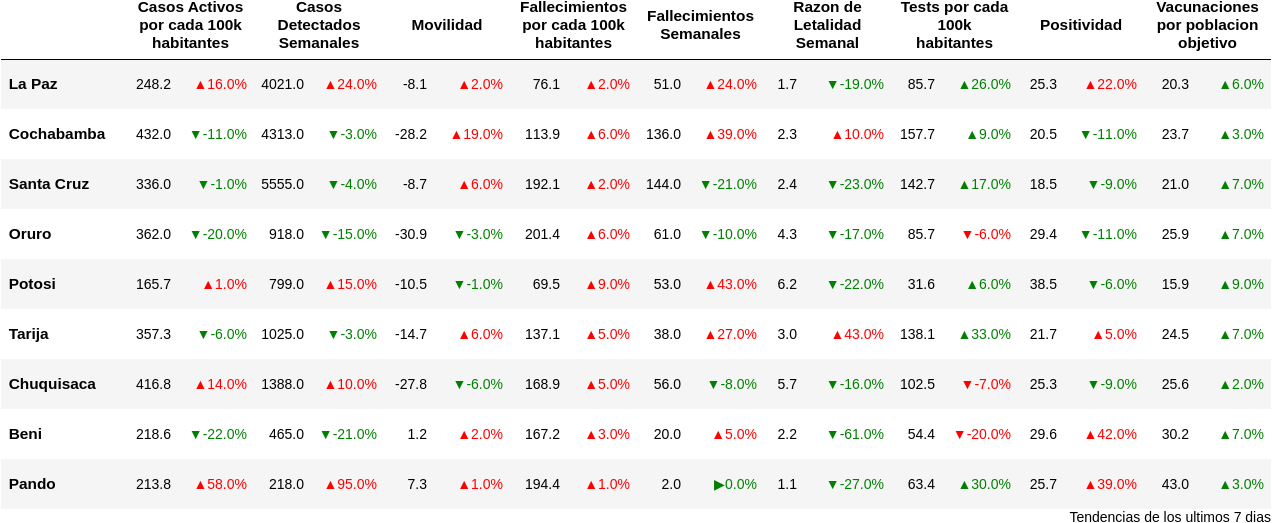 Casos Activos por cada 100k habitantes Casos Detectados Semanales Movilidad Fallecimientos por cada 100k habitantes Fallecimientos Semanales Razon de Letalidad Semanal Tests por cada 100k habitantes Positividad Vacunaciones por poblacion objetivo
La Paz 248.2 ▲16.0% 4021.0 ▲24.0% -8.1 ▲2.0% 76.1 ▲2.0% 51.0 ▲24.0% 1.7 ▼-19.0% 85.7 ▲26.0% 25.3 ▲22.0% 20.3 ▲6.0%
Cochabamba 432.0 ▼-11.0% 4313.0 ▼-3.0% -28.2 ▲19.0% 113.9 ▲6.0% 136.0 ▲39.0% 2.3 ▲10.0% 157.7 ▲9.0% 20.5 ▼-11.0% 23.7 ▲3.0%
Santa Cruz 336.0 ▼-1.0% 5555.0 ▼-4.0% -8.7 ▲6.0% 192.1 ▲2.0% 144.0 ▼-21.0% 2.4 ▼-23.0% 142.7 ▲17.0% 18.5 ▼-9.0% 21.0 ▲7.0%
Oruro 362.0 ▼-20.0% 918.0 ▼-15.0% -30.9 ▼-3.0% 201.4 ▲6.0% 61.0 ▼-10.0% 4.3 ▼-17.0% 85.7 ▼-6.0% 29.4 ▼-11.0% 25.9 ▲7.0%
Potosi 165.7 ▲1.0% 799.0 ▲15.0% -10.5 ▼-1.0% 69.5 ▲9.0% 53.0 ▲43.0% 6.2 ▼-22.0% 31.6 ▲6.0% 38.5 ▼-6.0% 15.9 ▲9.0%
Tarija 357.3 ▼-6.0% 1025.0 ▼-3.0% -14.7 ▲6.0% 137.1 ▲5.0% 38.0 ▲27.0% 3.0 ▲43.0% 138.1 ▲33.0% 21.7 ▲5.0% 24.5 ▲7.0%
Chuquisaca 416.8 ▲14.0% 1388.0 ▲10.0% -27.8 ▼-6.0% 168.9 ▲5.0% 56.0 ▼-8.0% 5.7 ▼-16.0% 102.5 ▼-7.0% 25.3 ▼-9.0% 25.6 ▲2.0%
Beni 218.6 ▼-22.0% 465.0 ▼-21.0% 1.2 ▲2.0% 167.2 ▲3.0% 20.0 ▲5.0% 2.2 ▼-61.0% 54.4 ▼-20.0% 29.6 ▲42.0% 30.2 ▲7.0%
Pando 213.8 ▲58.0% 218.0 ▲95.0% 7.3 ▲1.0% 194.4 ▲1.0% 2.0 ▶0.0% 1.1 ▼-27.0% 63.4 ▲30.0% 25.7 ▲39.0% 43.0 ▲3.0%
Tendencias de los ultimos 7 dias